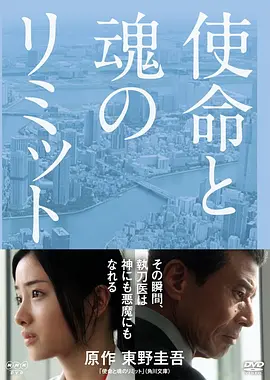 使命と
魂の
リミット
その瞬間、
執刀医は
神にも悪魔にも
なれる
原作 東野圭吾
「使命と魂のリミット」(角川文庫)
NHK
DVD